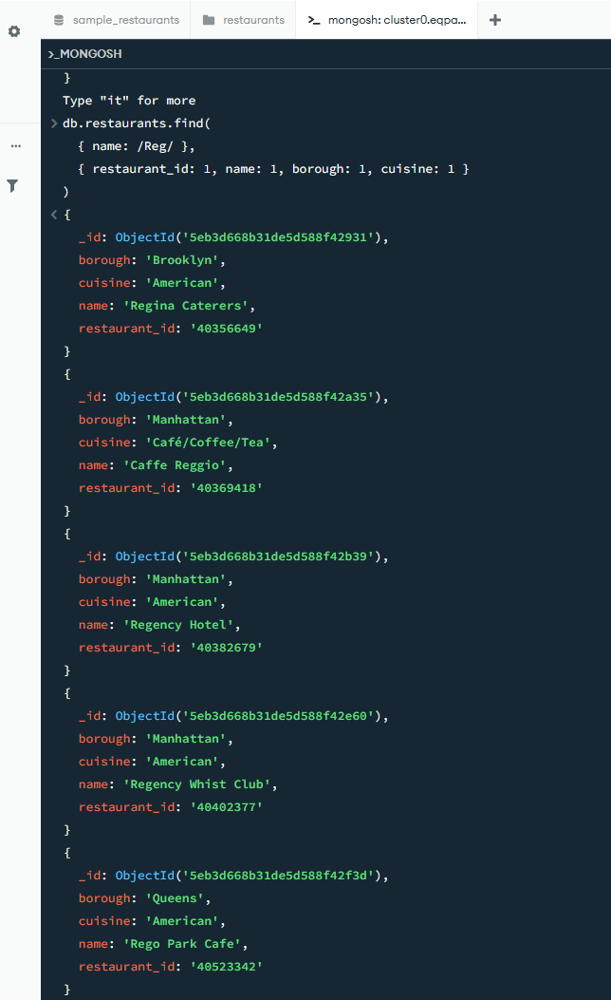 sample_restaurants restaurants >_ mongosh: cluster0.eqpa... +
>_MONGOSH
}
Type "it" for more
> db.restaurants.find(
{ name: /Reg/ },
{ restaurant_id: 1, name: 1, borough: 1, cuisine: 1 }
)
< {
_id: ObjectId('5eb3d668b31de5d588f42931'),
borough: 'Brooklyn',
cuisine: 'American',
name: 'Regina Caterers',
restaurant_id: '40356649'
}
{
_id: ObjectId('5eb3d668b31de5d588f42a35'),
borough: 'Manhattan',
cuisine: 'Café/Coffee/Tea',
name: 'Caffe Reggio',
restaurant_id: '40369418'
}
{
_id: ObjectId('5eb3d668b31de5d588f42b39'),
borough: 'Manhattan',
cuisine: 'American',
name: 'Regency Hotel',
restaurant_id: '40382679'
}
{
_id: ObjectId('5eb3d668b31de5d588f42e60'),
borough: 'Manhattan',
cuisine: 'American',
name: 'Regency Whist Club',
restaurant_id: '40402377'
}
{
_id: ObjectId('5eb3d668b31de5d588f42f3d'),
borough: 'Queens',
cuisine: 'American',
name: 'Rego Park Cafe',
restaurant_id: '40523342'
}